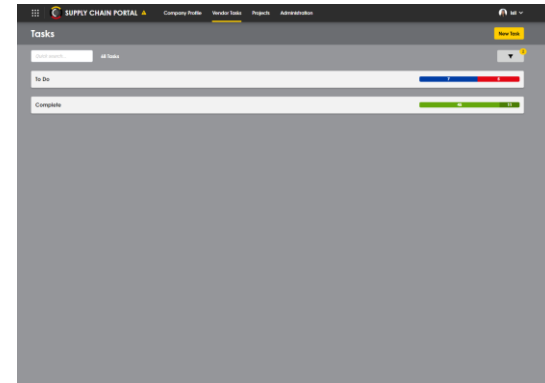 SUPPLY CHAIN PORTAL Company Profile Vendor Tasks Projects Administration
Tasks New Task
All Tasks
To Do
Complete